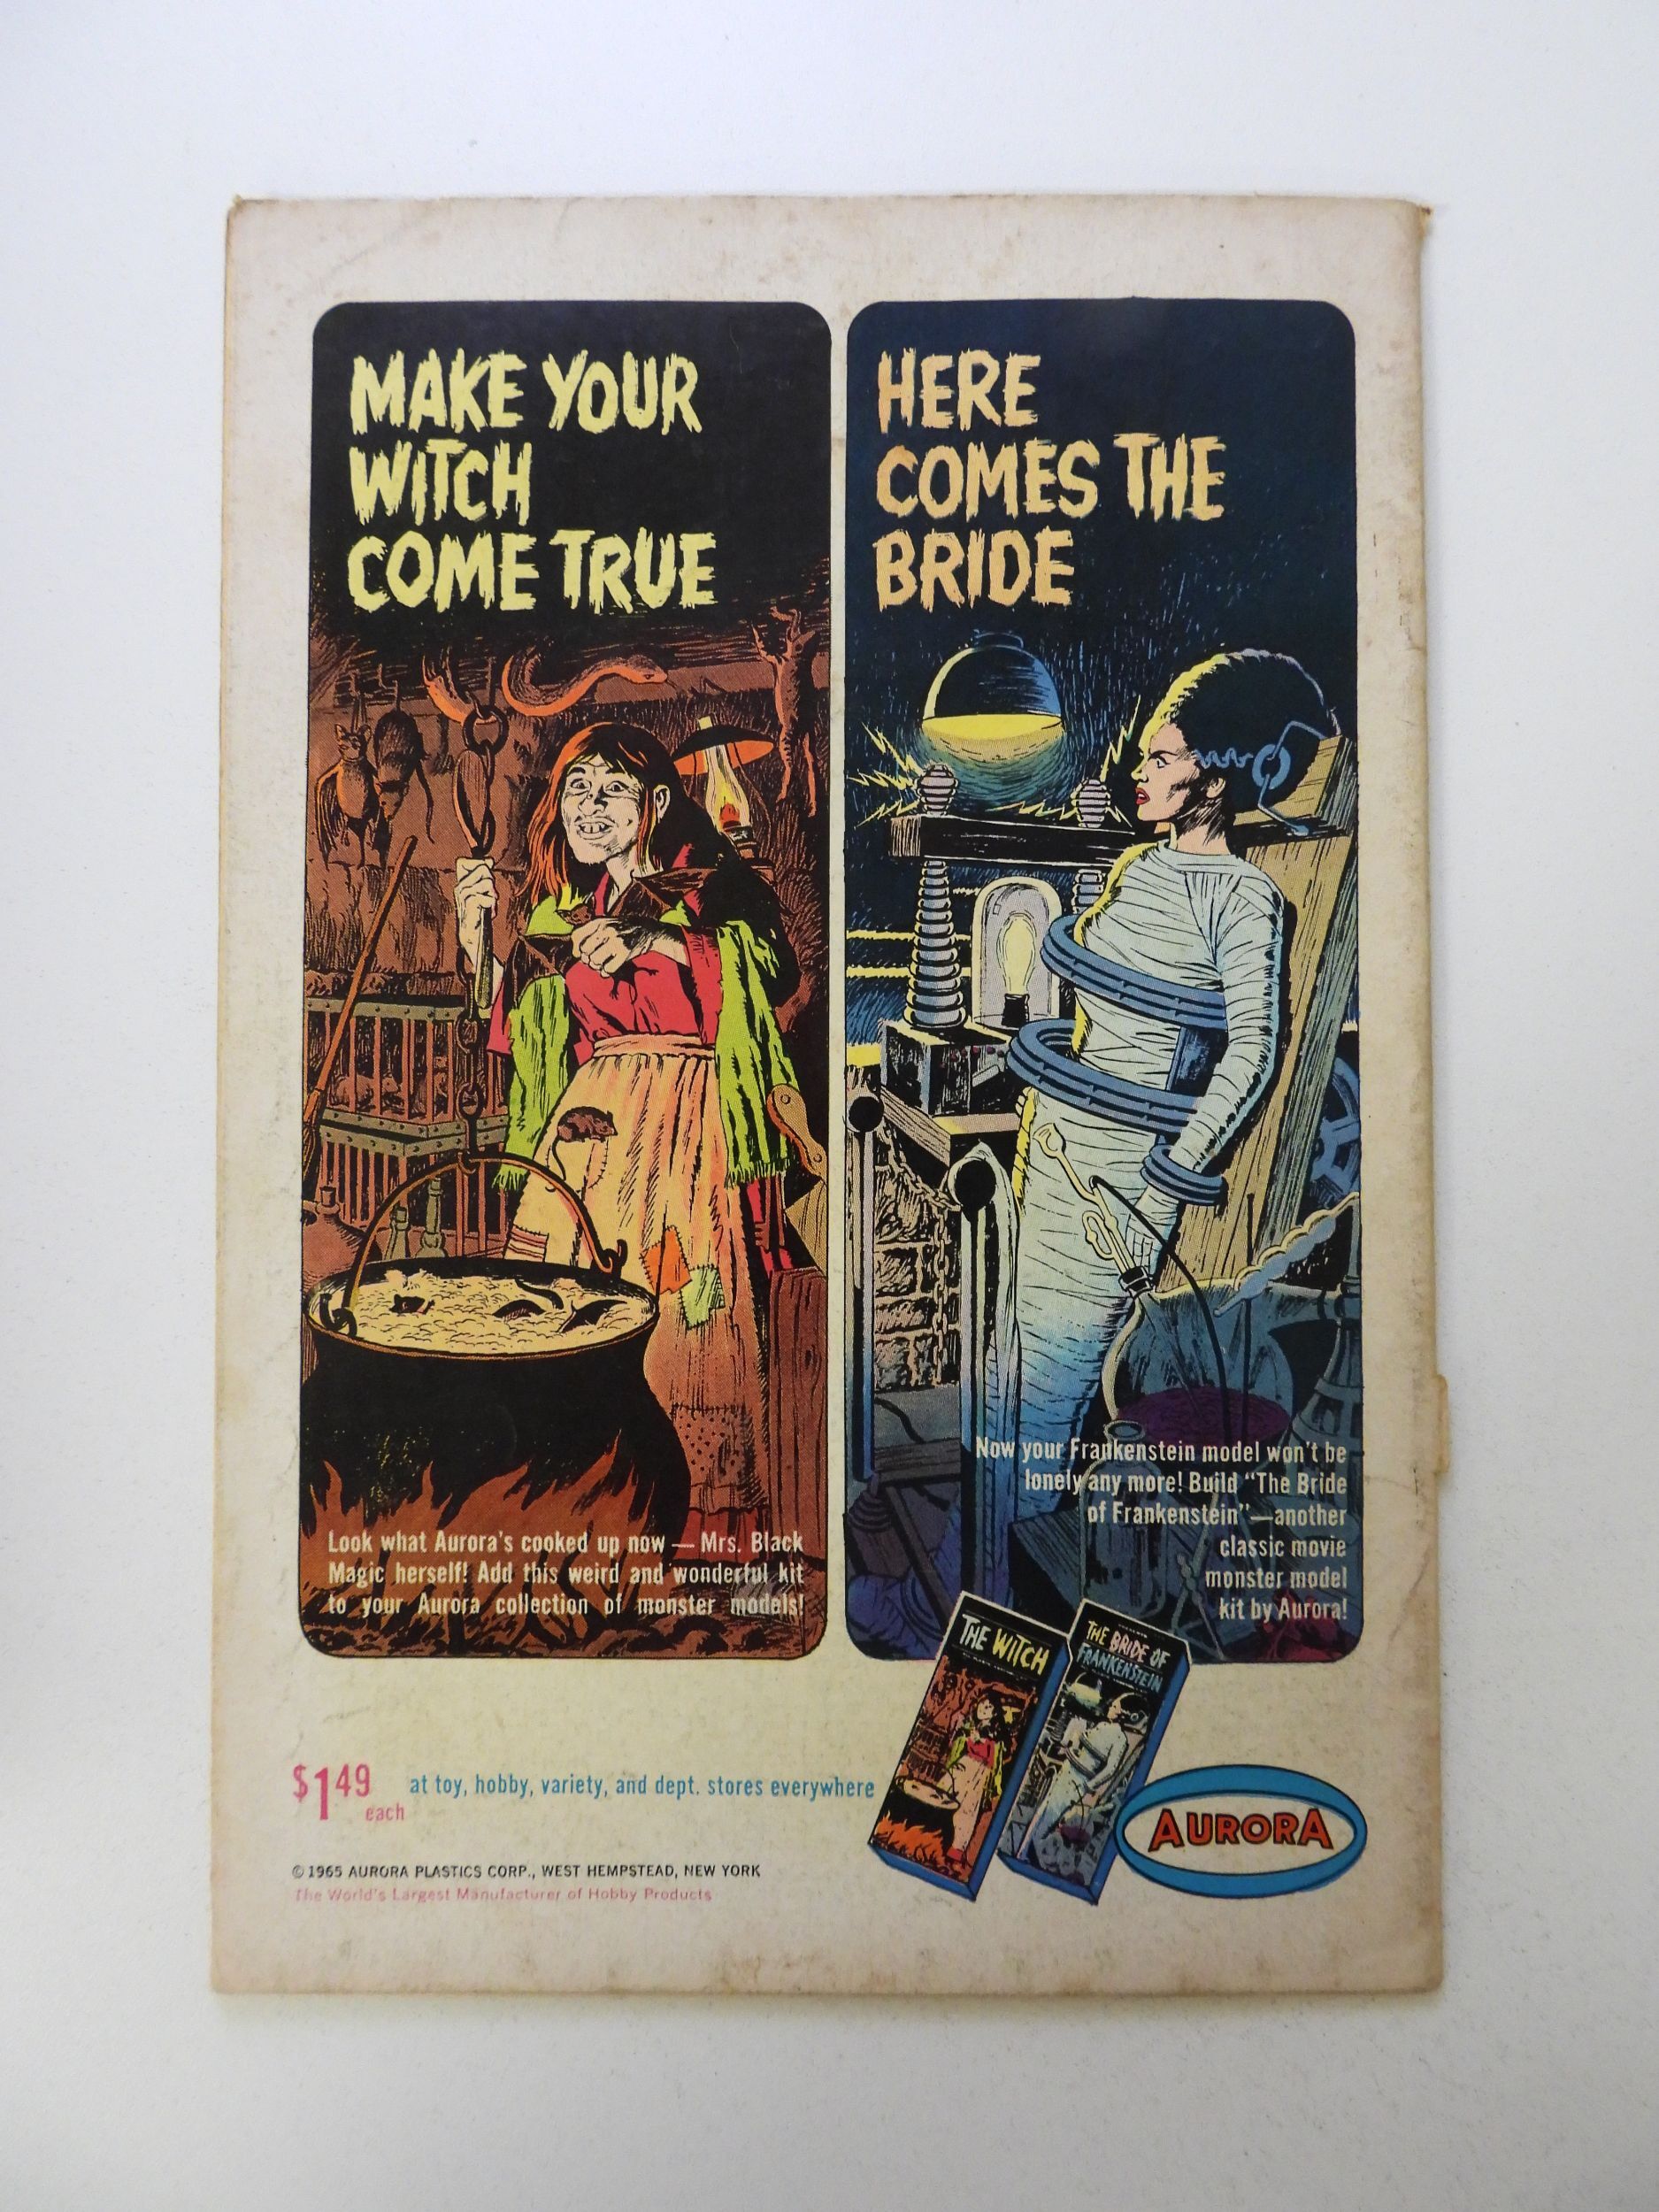 MAKE YOUR
WITCH
COME TRUE
Look what Aurora's cooked up now — Mrs. Black
Magic herself! Add this weird and wonderful kit
to your Aurora collection of monster models!
HERE
COMES THE
BRIDE
Now your Frankenstein model won't be
lonely any more! Build "The Bride
of Frankenstein"—another
classic movie
monster model
kit by Aurora!
THE WITCH
THE BRIDE OF
FRANKENSTEIN
$1.49 each at toy, hobby, variety, and dept. stores everywhere
AURORA
© 1965 AURORA PLASTICS CORP., WEST HEMPSTEAD, NEW YORK
The World's Largest Manufacturer of Hobby Products